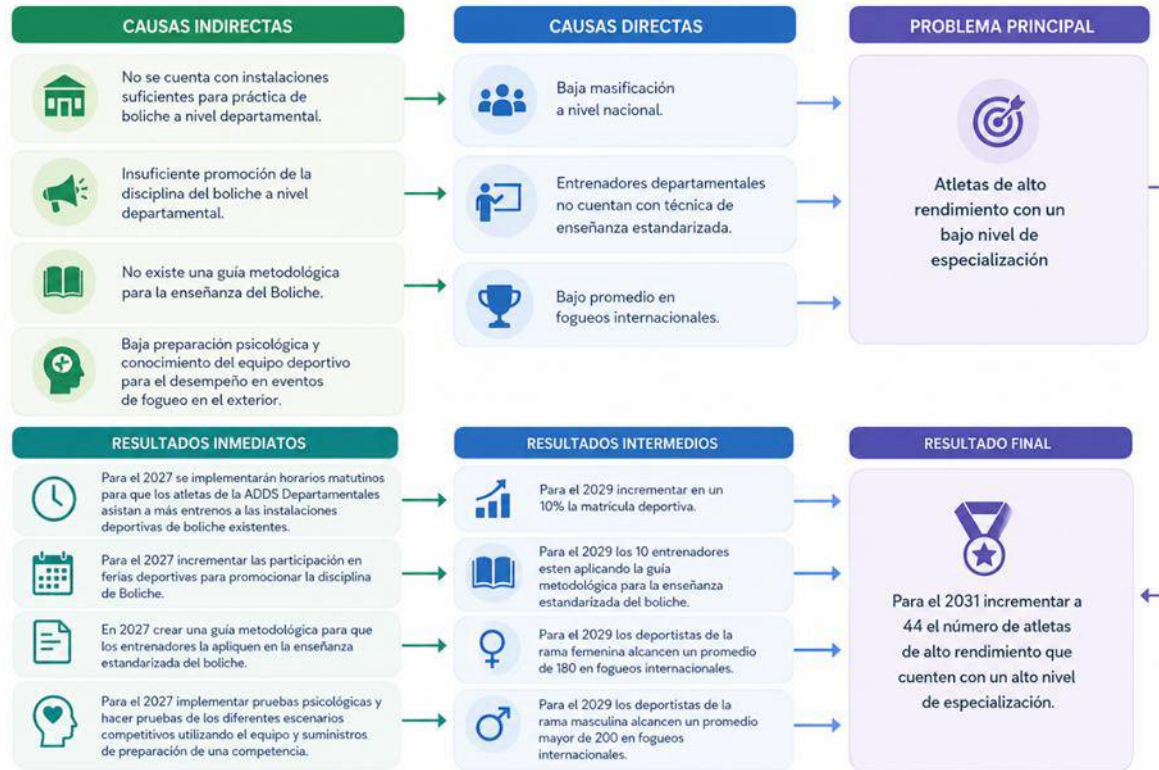 CAUSAS INDIRECTAS
No se cuenta con instalaciones
suficientes para práctica de
boliche a nivel departamental.
Insuficiente promoción de la
disciplina del boliche a nivel
departamental.
No existe una guía metodológica
para la enseñanza del Boliche.
Baja preparación psicológica y
conocimiento del equipo deportivo
para el desempeño en eventos
de fogueo en el exterior.
CAUSAS DIRECTAS
Baja masificación
a nivel nacional.
Entrenadores departamentales
no cuentan con técnica de
enseñanza estandarizada.
Bajo promedio en
fogueos internacionales.
PROBLEMA PRINCIPAL
Atletas de alto
rendimiento con un
bajo nivel de
especialización
RESULTADOS INMEDIATOS
Para el 2027 se implementarán horarios matutinos
para que los atletas de la ADDS Departamentales
asistan a más entrenos a las instalaciones
deportivas de boliche existentes.
Para el 2027 incrementar las participación en
ferias deportivas para promocionar la disciplina
de Boliche.
En 2027 crear una guía metodológica para que
los entrenadores la apliquen en la enseñanza
estandarizada del boliche.
Para el 2027 implementar pruebas psicológicas y
hacer pruebas de los diferentes escenarios
competitivos utilizando el equipo y suministros
de preparación de una competencia.
RESULTADOS INTERMEDIOS
Para el 2029 incrementar en un
10% la matrícula deportiva.
Para el 2029 los 10 entrenadores
esten aplicando la guía
metodológica para la enseñanza
estandarizada del boliche.
Para el 2029 los deportistas de la
rama femenina alcancen un promedio
de 180 en fogueos internacionales.
Para el 2029 los deportistas de la
rama masculina alcancen un promedio
mayor de 200 en fogueos
internacionales.
RESULTADO FINAL
Para el 2031 incrementar a
44 el número de atletas
de alto rendimiento que
cuenten con un alto nivel
de especialización.